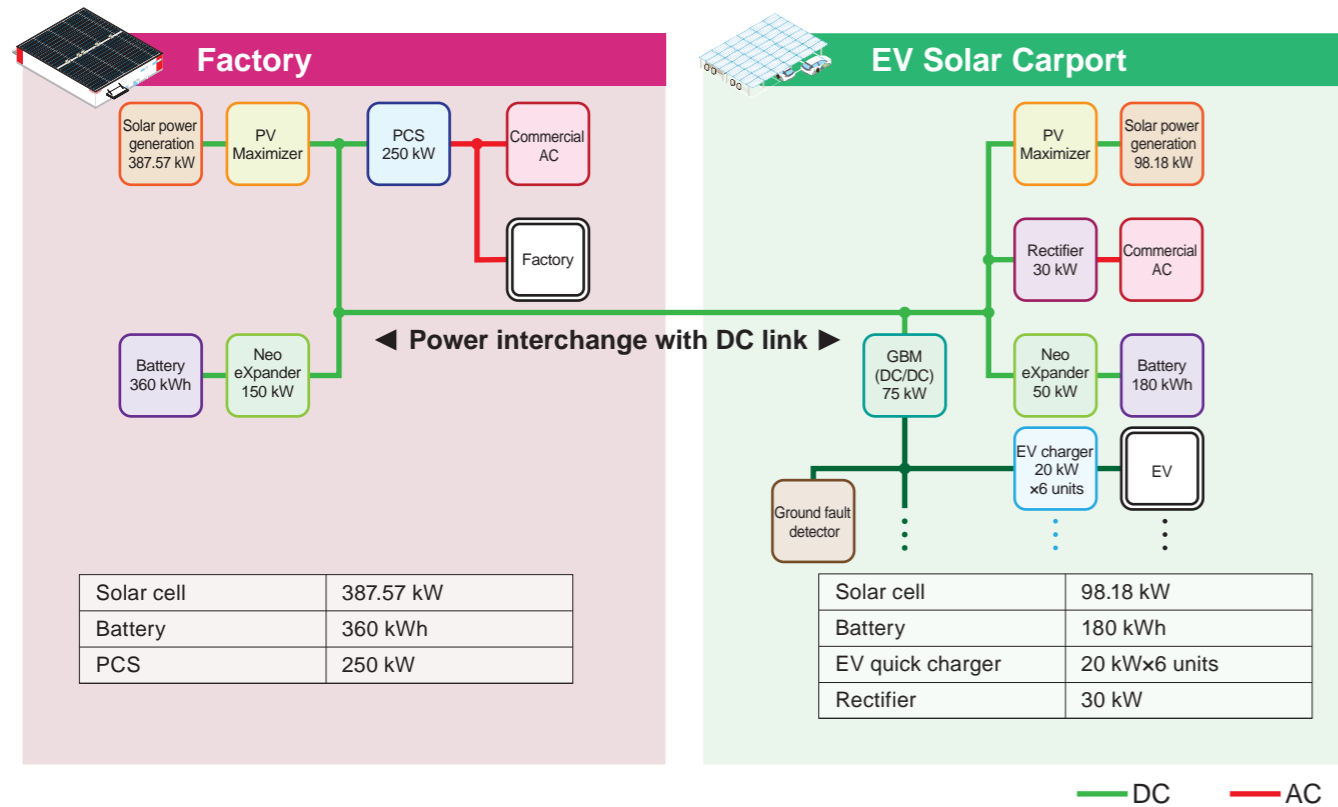 Factory
Solar power
generation
387.57 kW
PV
Maximizer
PCS
250 kW
Commercial
AC
Factory
Battery
360 kWh
Neo
eXpander
150 kW
◄ Power interchange with DC link ►
Solar cell 387.57 kW
Battery 360 kWh
PCS 250 kW
EV Solar Carport
PV
Maximizer
Solar power
generation
98.18 kW
Rectifier
30 kW
Commercial
AC
GBM
(DC/DC)
75 kW
Neo
eXpander
50 kW
Battery
180 kWh
EV charger
20 kW
×6 units
EV
Ground fault
detector
Solar cell 98.18 kW
Battery 180 kWh
EV quick charger 20 kW×6 units
Rectifier 30 kW
DC
AC